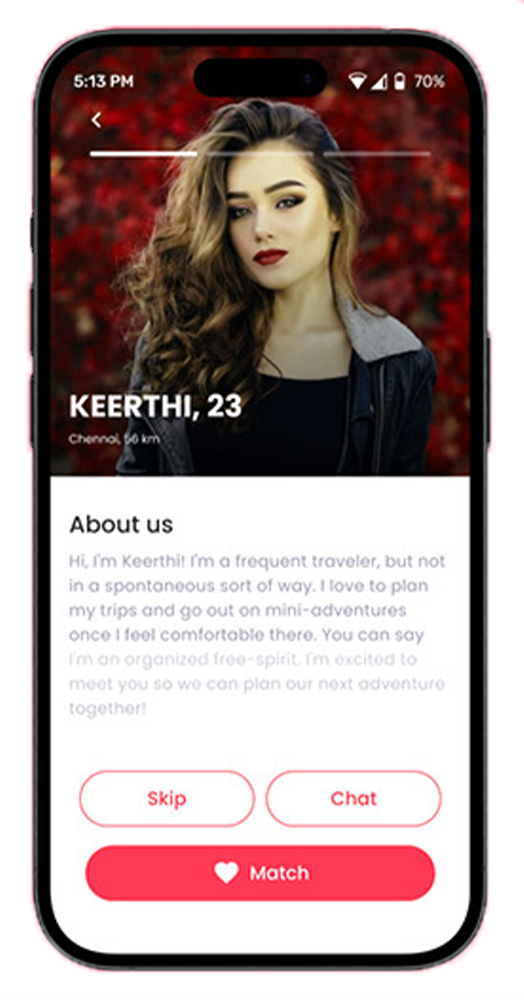 5:13 PM 70%
KEERTHI, 23
Chennai, 56 km
About us
Hi, I'm Keerthi! I'm a frequent traveler, but not
in a spontaneous sort of way. I love to plan
my trips and go out on mini-adventures
once I feel comfortable there. You can say
I'm an organized free-spirit. I'm excited to
meet you so we can plan our next adventure
together!
Skip Chat
Match